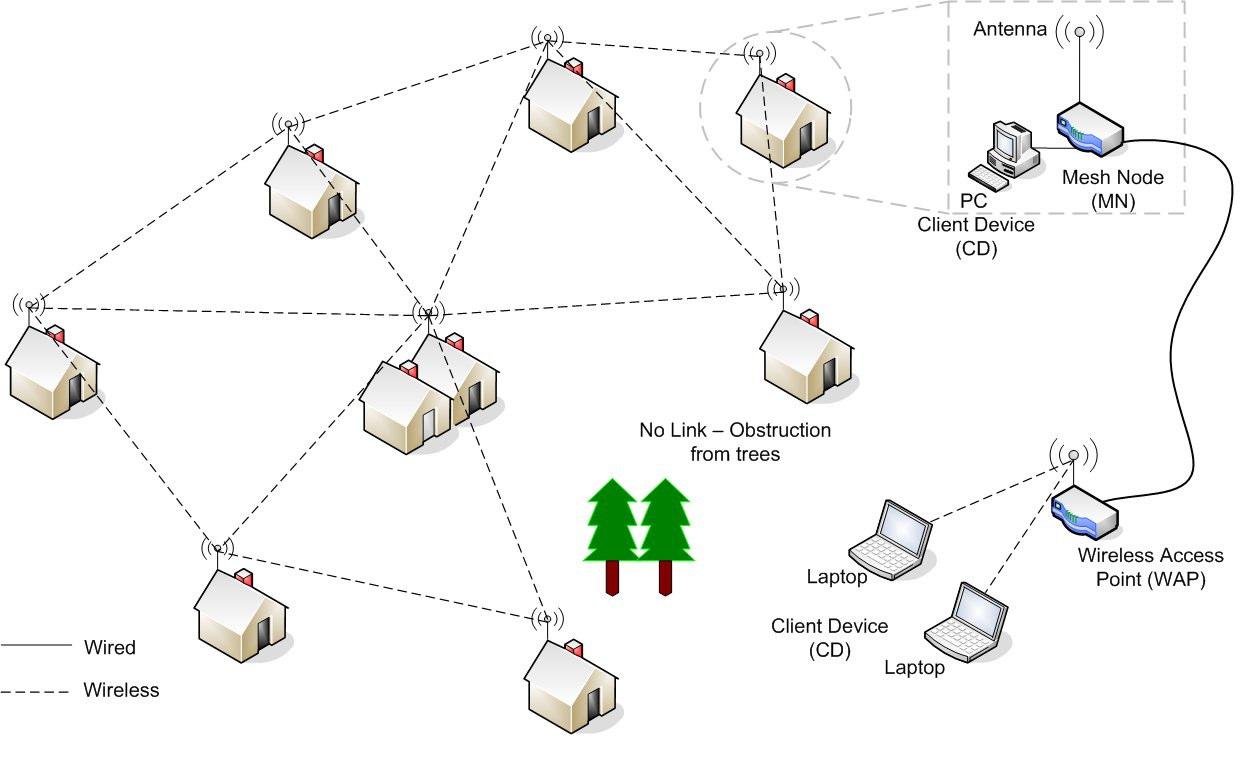 Antenna
Mesh Node
(MN)
PC
Client Device
(CD)
No Link – Obstruction
from trees
Wireless Access
Point (WAP)
Laptop
Client Device
(CD)
Laptop
Wired
Wireless